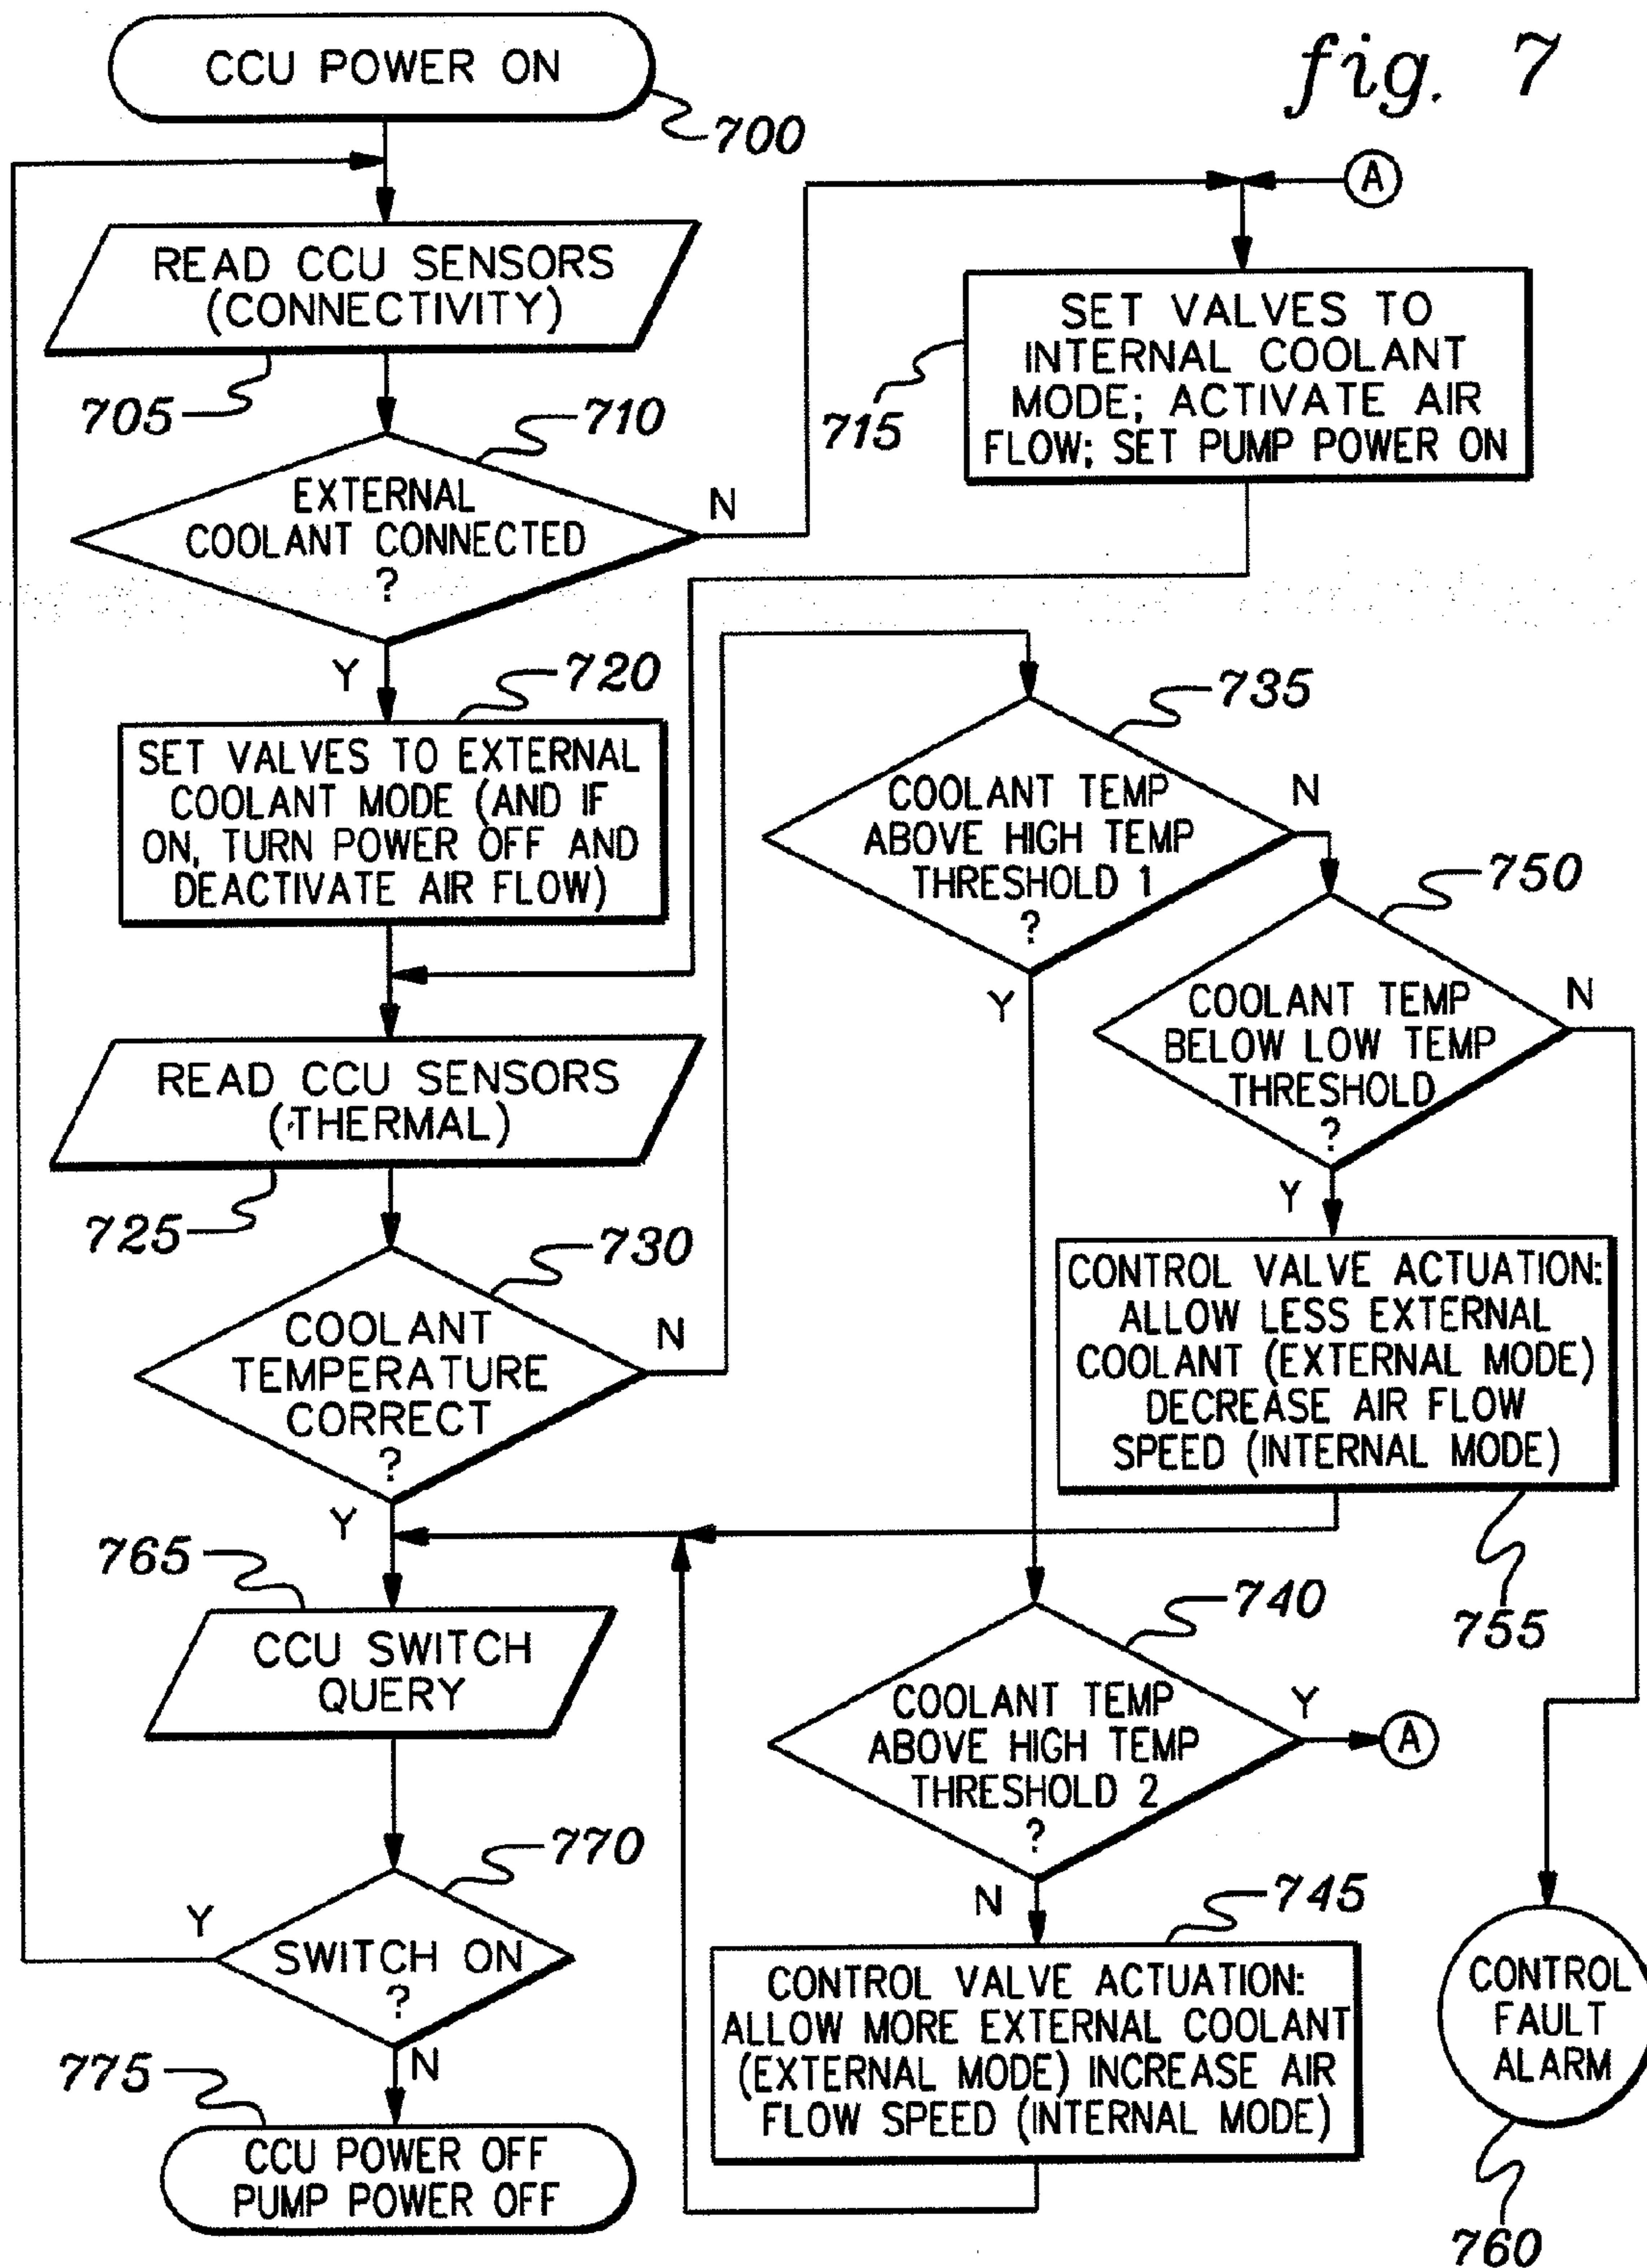 fig. 7
CCU POWER ON
700
A
READ CCU SENSORS
(CONNECTIVITY)
705
SET VALVES TO
INTERNAL COOLANT
MODE; ACTIVATE AIR
FLOW; SET PUMP POWER ON
715
710
EXTERNAL
COOLANT CONNECTED
?
N
Y
720
SET VALVES TO EXTERNAL
COOLANT MODE (AND IF
ON, TURN POWER OFF AND
DEACTIVATE AIR FLOW)
READ CCU SENSORS
(THERMAL)
725
730
COOLANT
TEMPERATURE
CORRECT
?
N
Y
735
COOLANT TEMP
ABOVE HIGH TEMP
THRESHOLD 1
?
N
Y
750
COOLANT TEMP
BELOW LOW TEMP
THRESHOLD
?
N
Y
CONTROL VALVE ACTUATION:
ALLOW LESS EXTERNAL
COOLANT (EXTERNAL MODE)
DECREASE AIR FLOW
SPEED (INTERNAL MODE)
755
765
CCU SWITCH
QUERY
740
COOLANT TEMP
ABOVE HIGH TEMP
THRESHOLD 2
?
Y
A
N
770
SWITCH ON
?
Y
N
745
CONTROL VALVE ACTUATION:
ALLOW MORE EXTERNAL COOLANT
(EXTERNAL MODE) INCREASE AIR
FLOW SPEED (INTERNAL MODE)
CONTROL
FAULT
ALARM
760
775
CCU POWER OFF
PUMP POWER OFF